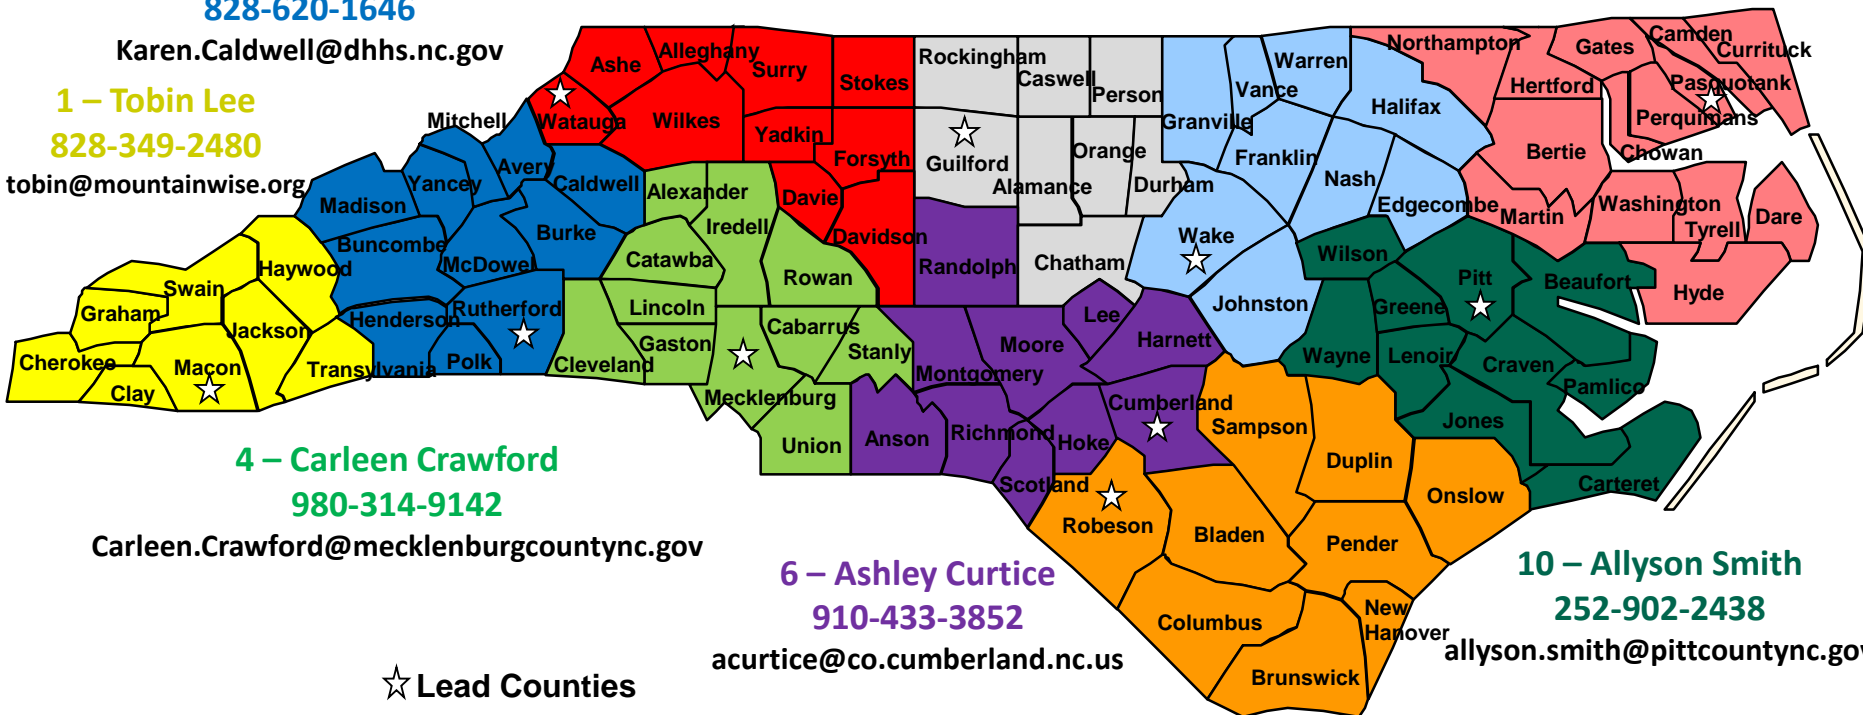 828-620-1646
Karen.Caldwell@dhhs.nc.gov
1 – Tobin Lee
828-349-2480
tobin@mountainwise.org
Ashe
Alleghany
Surry
Stokes
Rockingham
Caswell
Person
Granville
Vance
Warren
Northampton
Halifax
Hertford
Gates
Camden
Currituck
Pasquotank
Perquimans
Chowan
Bertie
Mitchell
Watauga
Wilkes
Yadkin
Forsyth
Guilford
Alamance
Orange
Durham
Franklin
Nash
Edgecombe
Martin
Washington
Tyrrell
Dare
Avery
Yancey
Caldwell
Alexander
Davie
Madison
Buncombe
McDowel
Burke
Iredell
Davidson
Randolph
Chatham
Wake
Wilson
Pitt
Beaufort
Hyde
Haywood
Swain
Graham
Catawba
Rowan
Lincoln
Rutherford
Henderson
Jackson
Cherokee
Clay
Macon
Transylvania
Polk
Cleveland
Gaston
Cabarrus
Stanly
Mecklenburg
Union
Montgomery
Moore
Lee
Harnett
Johnston
Greene
Wayne
Lenoir
Craven
Pamlico
Jones
Carteret
Anson
Richmond
Hoke
Scotland
Cumberland
Sampson
Duplin
Onslow
Robeson
Bladen
Pender
Columbus
New
Hanover
Brunswick
4 – Carleen Crawford
980-314-9142
Carleen.Crawford@mecklenburgcountync.gov
6 – Ashley Curtice
910-433-3852
acurtice@co.cumberland.nc.us
10 – Allyson Smith
252-902-2438
allyson.smith@pittcountync.gov
Lead Counties